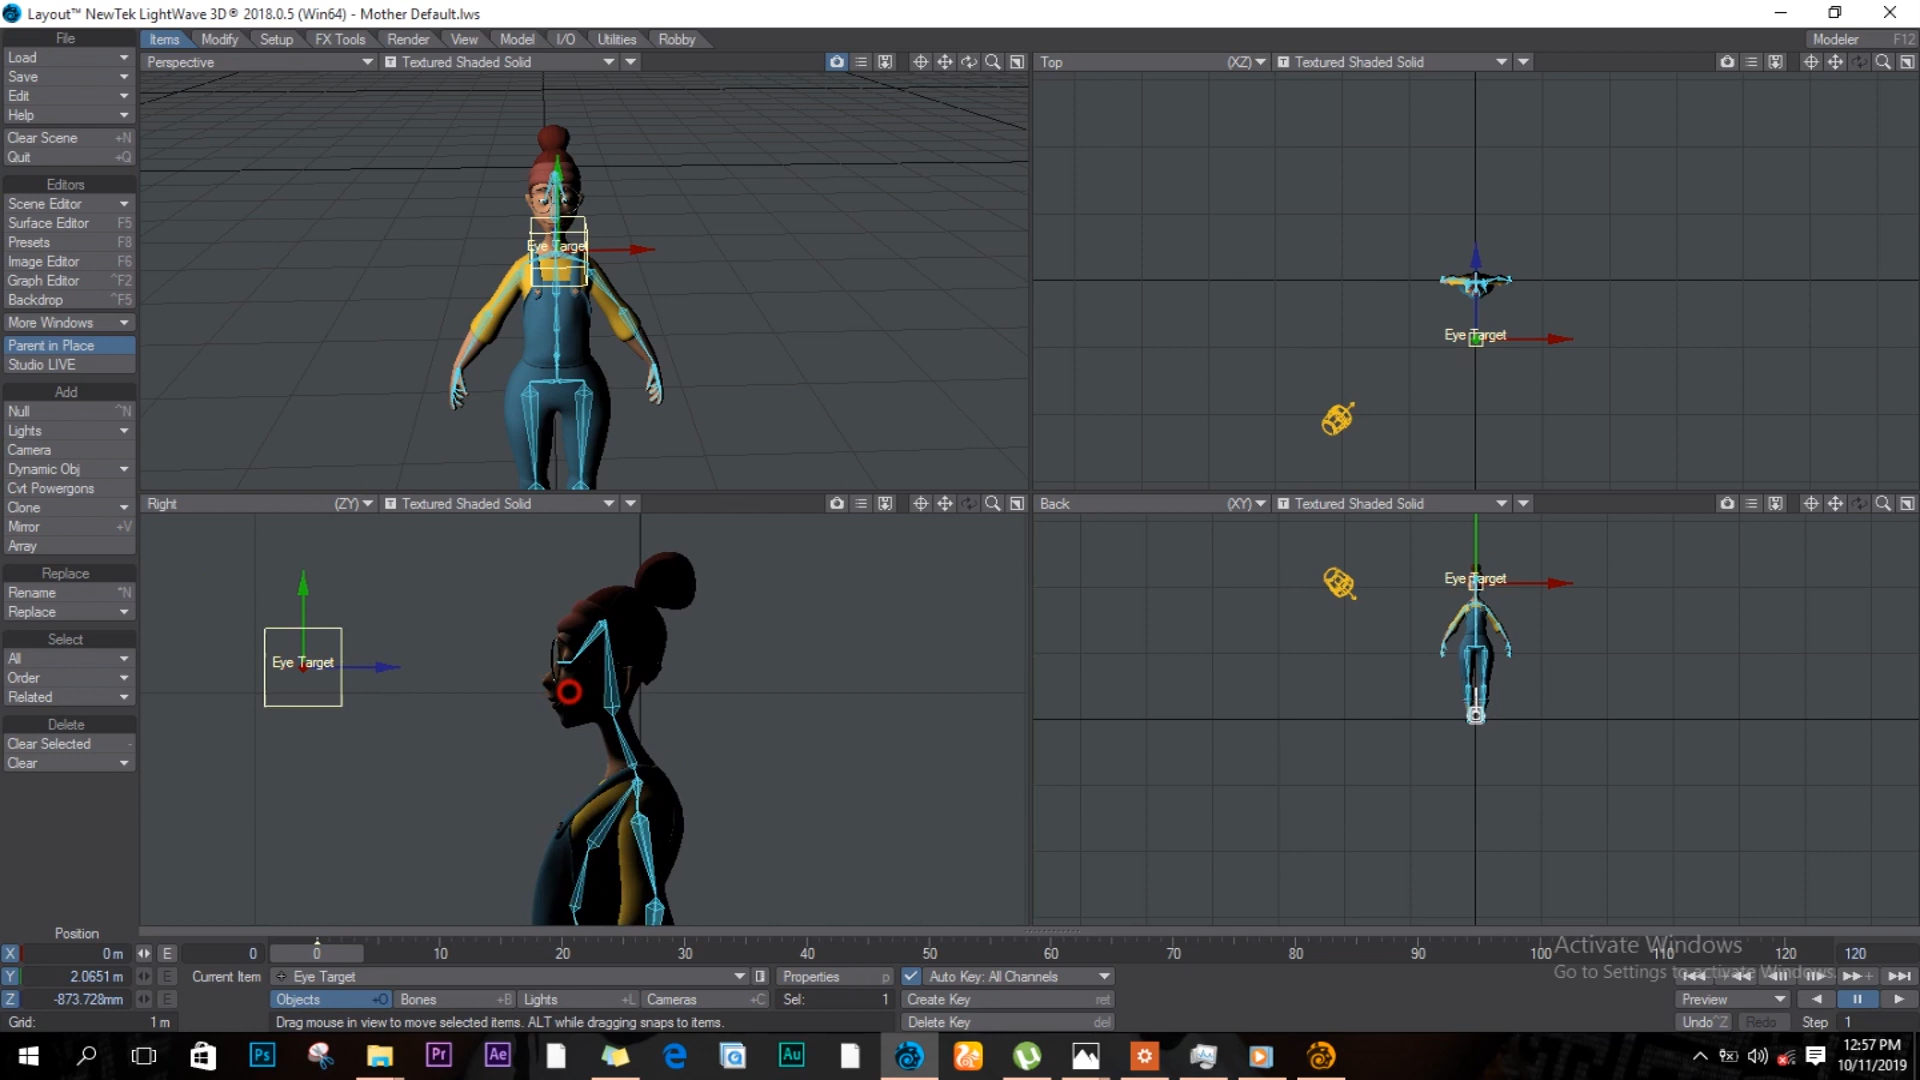 Layout™ NewTek LightWave 3D® 2018.0.5 (Win64) - Mother Default.lws
File Items Modify Setup FX Tools Render View Model I/O Utilities Robby Modeler F12
Load
Save
Edit
Help
Clear Scene +N
Quit +Q
Editors
Scene Editor
Surface Editor F5
Presets F8
Image Editor F6
Graph Editor ^F2
Backdrop ^F5
More Windows
Parent in Place
Studio LIVE
Add
Null ^N
Lights
Camera
Dynamic Obj
Cvt Powergons
Clone
Mirror +V
Array
Replace
Rename
Replace
Select
All
Order
Related
Delete
Clear Selected -
Clear
Perspective T Textured Shaded Solid
Eye Target
Top (XZ) T Textured Shaded Solid
Eye Target
Right (ZY) T Textured Shaded Solid
Eye Target
Back (XY) T Textured Shaded Solid
Eye Target
Position
X 0 m E 0 0 10 20 30 40 50 60 70 80 90 100 110 120 120
Y 2.0651 m E Current Item Eye Target Properties p Auto Key: All Channels
Z -873.728mm E Objects +O Bones +B Lights +L Cameras +C Sel: 1 Create Key ret Preview
Grid: 1 m Drag mouse in view to move selected items. ALT while dragging snaps to items. Delete Key del Undo ^Z Redo Step 1
Activate Windows
Go to Settings to activate Windows.
Ps Pr Ae Au
12:57 PM
10/11/2019